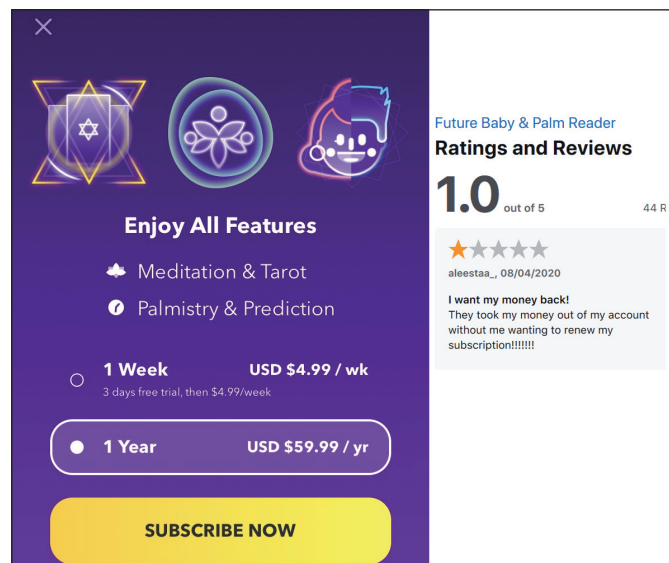 Enjoy All Features
Meditation & Tarot
Palmistry & Prediction
1 Week USD $4.99 / wk
3 days free trial, then $4.99/week
1 Year USD $59.99 / yr
SUBSCRIBE NOW
Future Baby & Palm Reader
Ratings and Reviews
1.0 out of 5 44 R
aleestaa_, 08/04/2020
I want my money back!
They took my money out of my account
without me wanting to renew my
subscription!!!!!!!